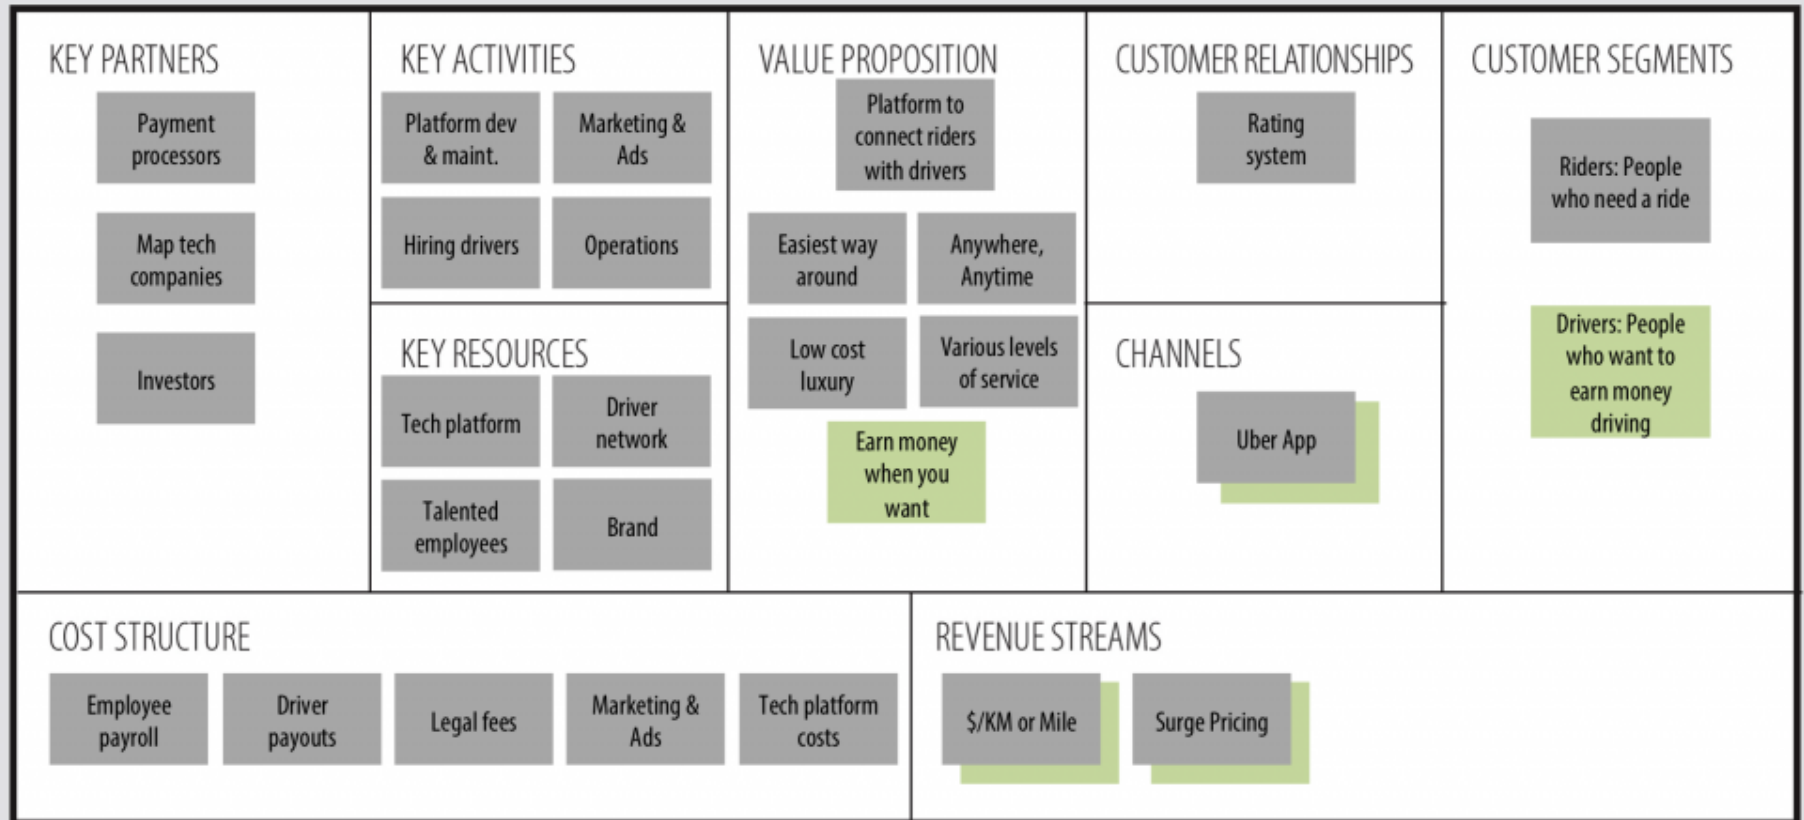 KEY PARTNERS
Payment
processors
Map tech
companies
Investors
KEY ACTIVITIES
Platform dev
& maint.
Marketing &
Ads
Hiring drivers
Operations
KEY RESOURCES
Tech platform
Driver
network
Talented
employees
Brand
VALUE PROPOSITION
Platform to
connect riders
with drivers
Easiest way
around
Anywhere,
Anytime
Low cost
luxury
Various levels
of service
Earn money
when you
want
CUSTOMER RELATIONSHIPS
Rating
system
CHANNELS
Uber App
CUSTOMER SEGMENTS
Riders: People
who need a ride
Drivers: People
who want to
earn money
driving
COST STRUCTURE
Employee
payroll
Driver
payouts
Legal fees
Marketing &
Ads
Tech platform
costs
REVENUE STREAMS
$/KM or Mile
Surge Pricing